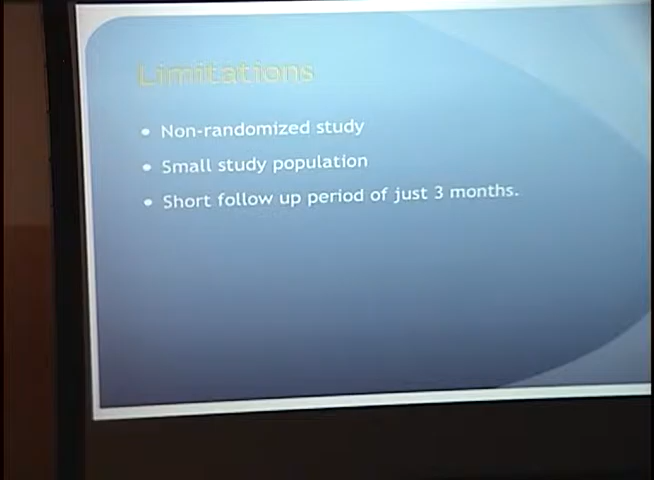 Limitations
• Non-randomized study
• Small study population
• Short follow up period of just 3 months.